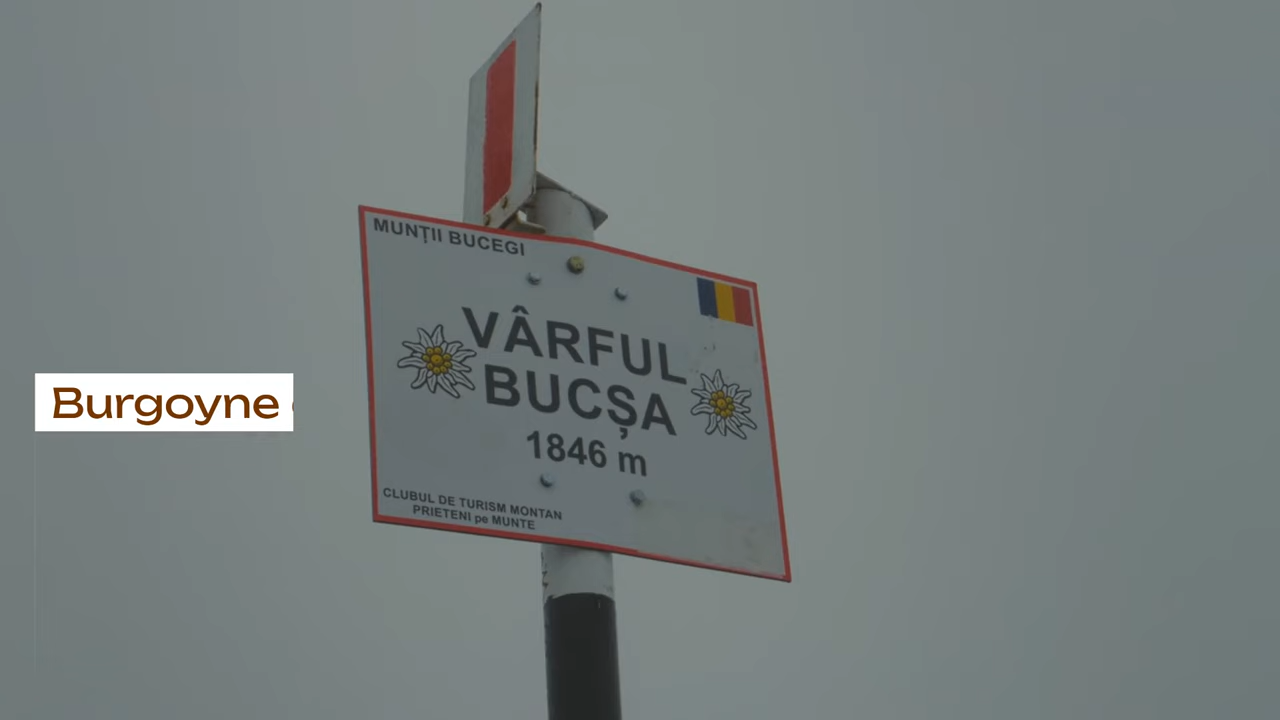 MUNȚII BUCEGI
VÂRFUL
BUCȘA
1846 m
CLUBUL DE TURISM MONTAN
PRIETENI pe MUNTE
Burgoyne